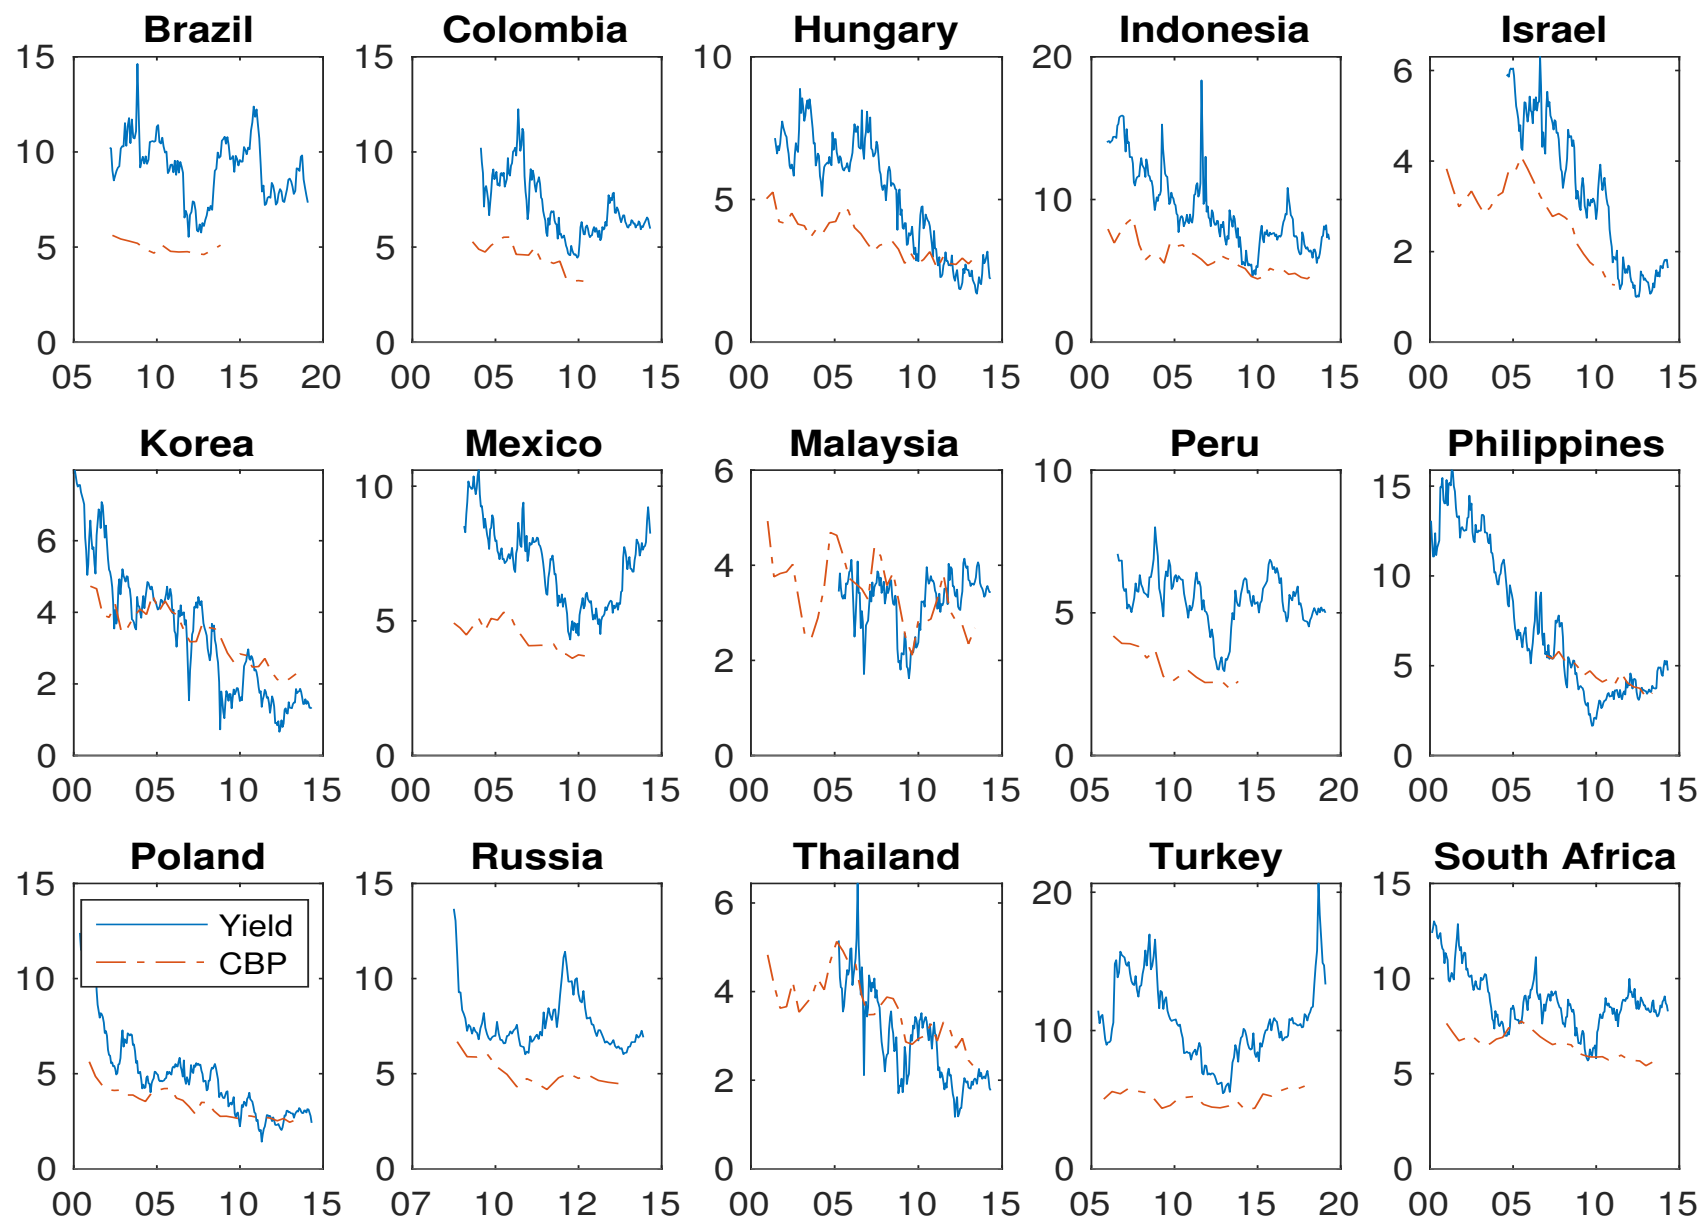 Brazil Colombia Hungary Indonesia Israel
15 15 10 20 6
10 10 5 10 4
5 5 2
0 0 0 0 0
05 10 15 20 00 05 10 15 00 05 10 15 00 05 10 15 00 05 10 15
Korea Mexico Malaysia Peru Philippines
6 10 6 10 15
4 5 4 5 10
2 2 5
0 0 0 0 0
00 05 10 15 00 05 10 15 00 05 10 15 05 10 15 20 00 05 10 15
Poland Russia Thailand Turkey South Africa
15 15 6 20 15
Yield
CBP
10 10 4 10 10
5 5 2 5
0 0 0 0 0
00 05 10 15 07 10 12 15 00 05 10 15 05 10 15 20 00 05 10 15